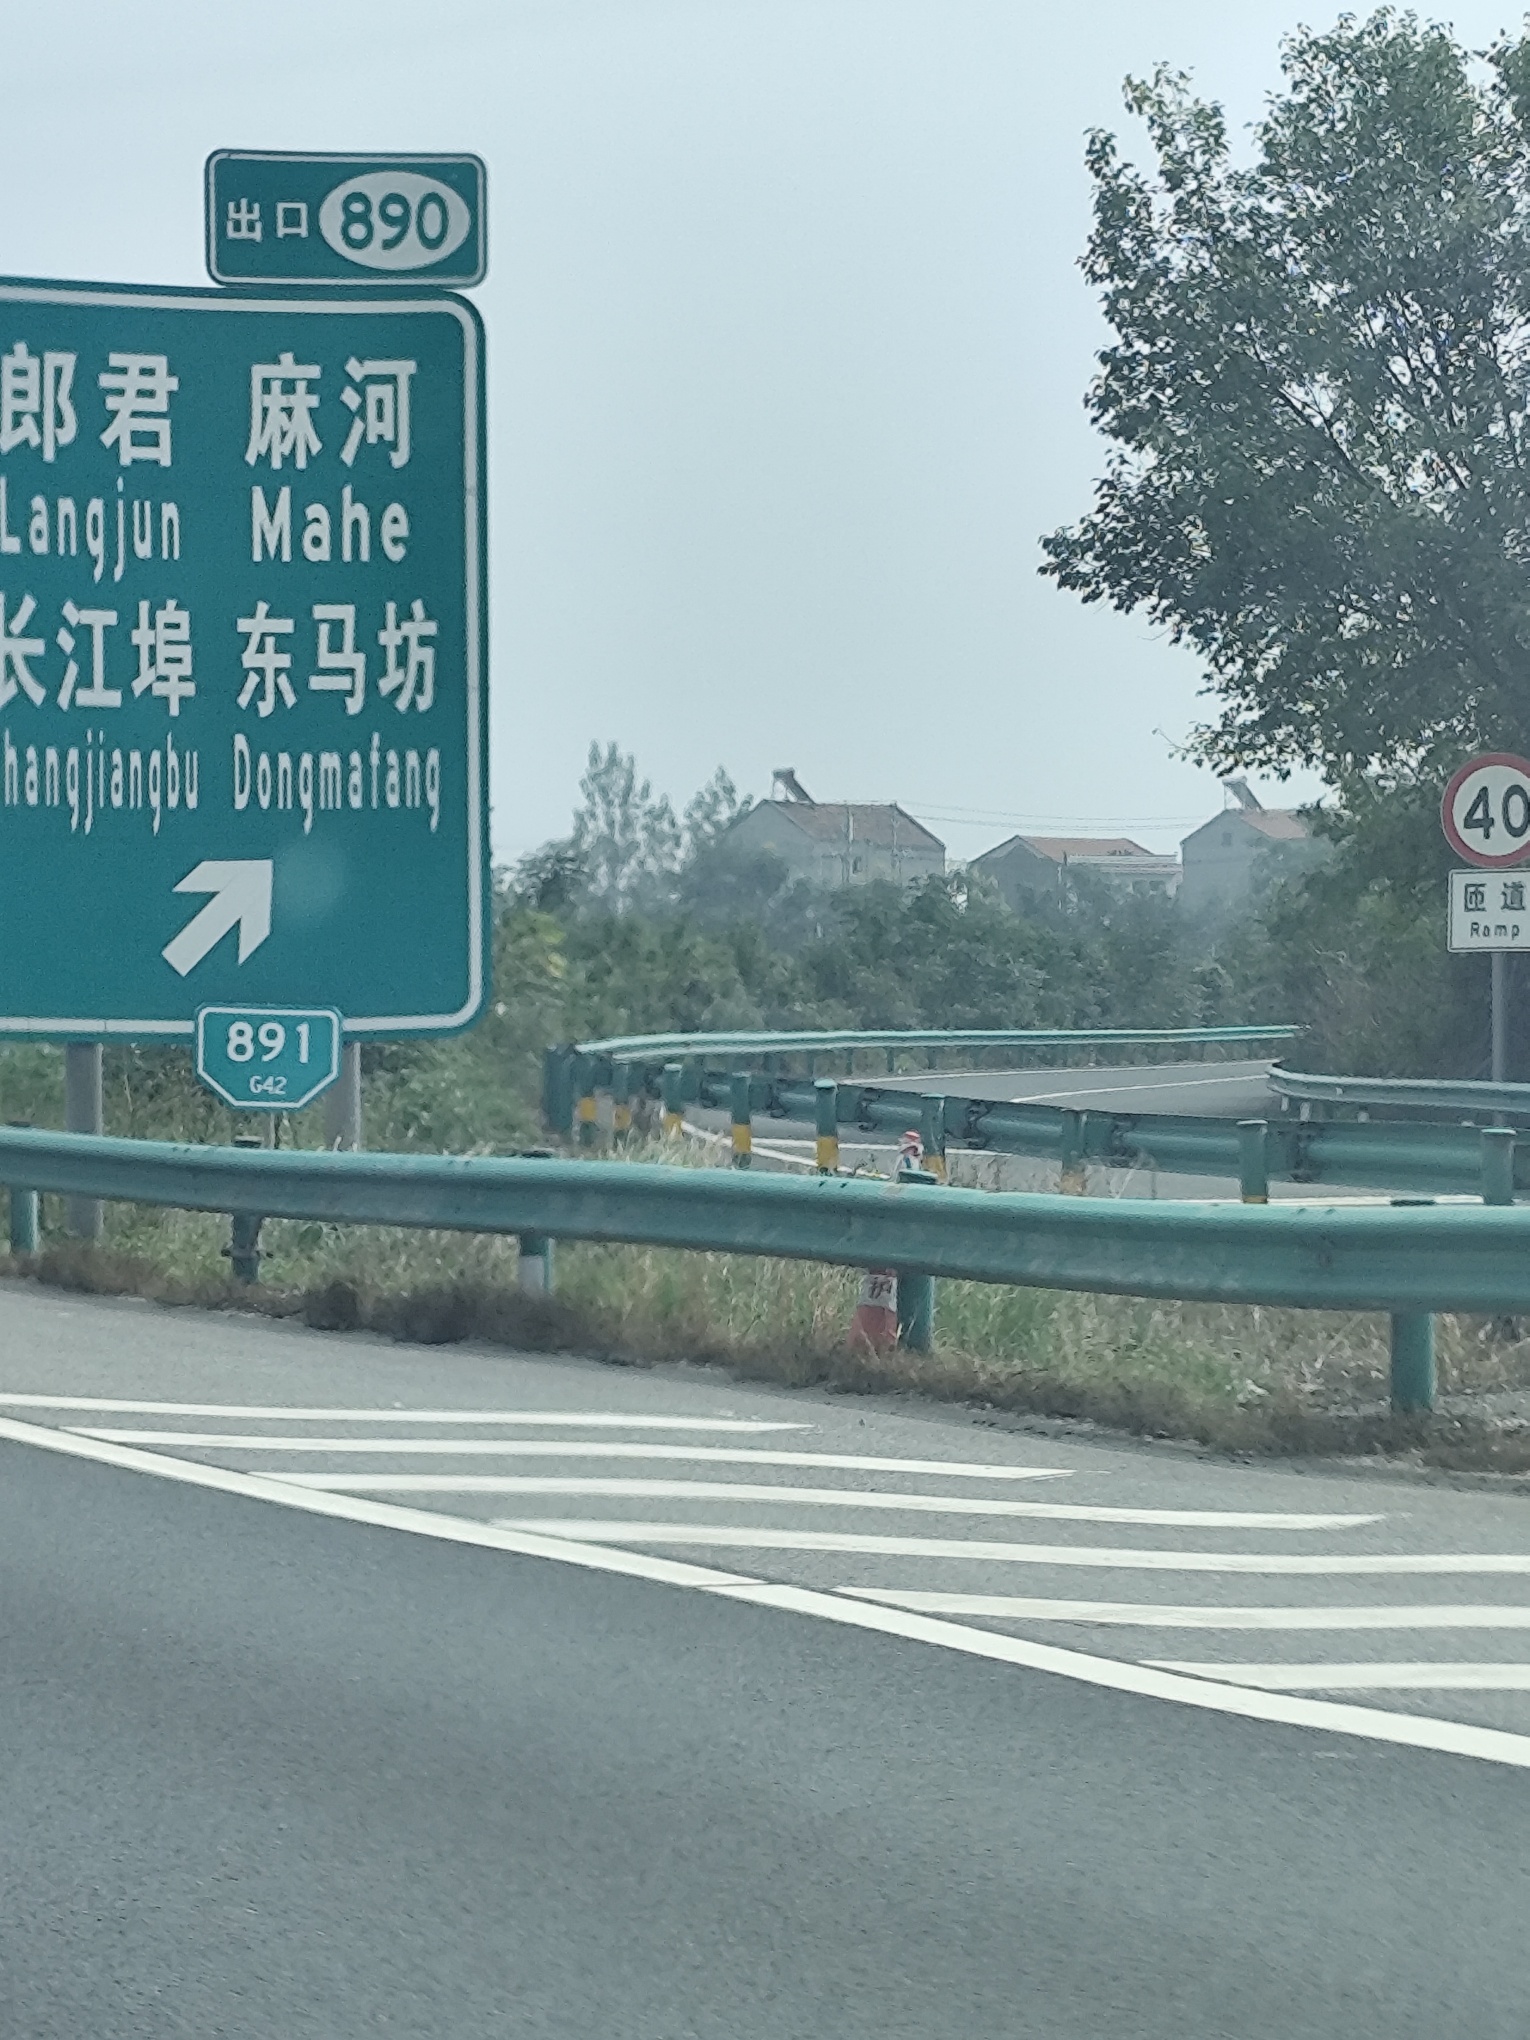 出口 890
郎君 麻河
Langjun Mahe
长江埠 东马坊
hangjiangbu Dongmafang
891
G42
40
匝道
Ramp
护